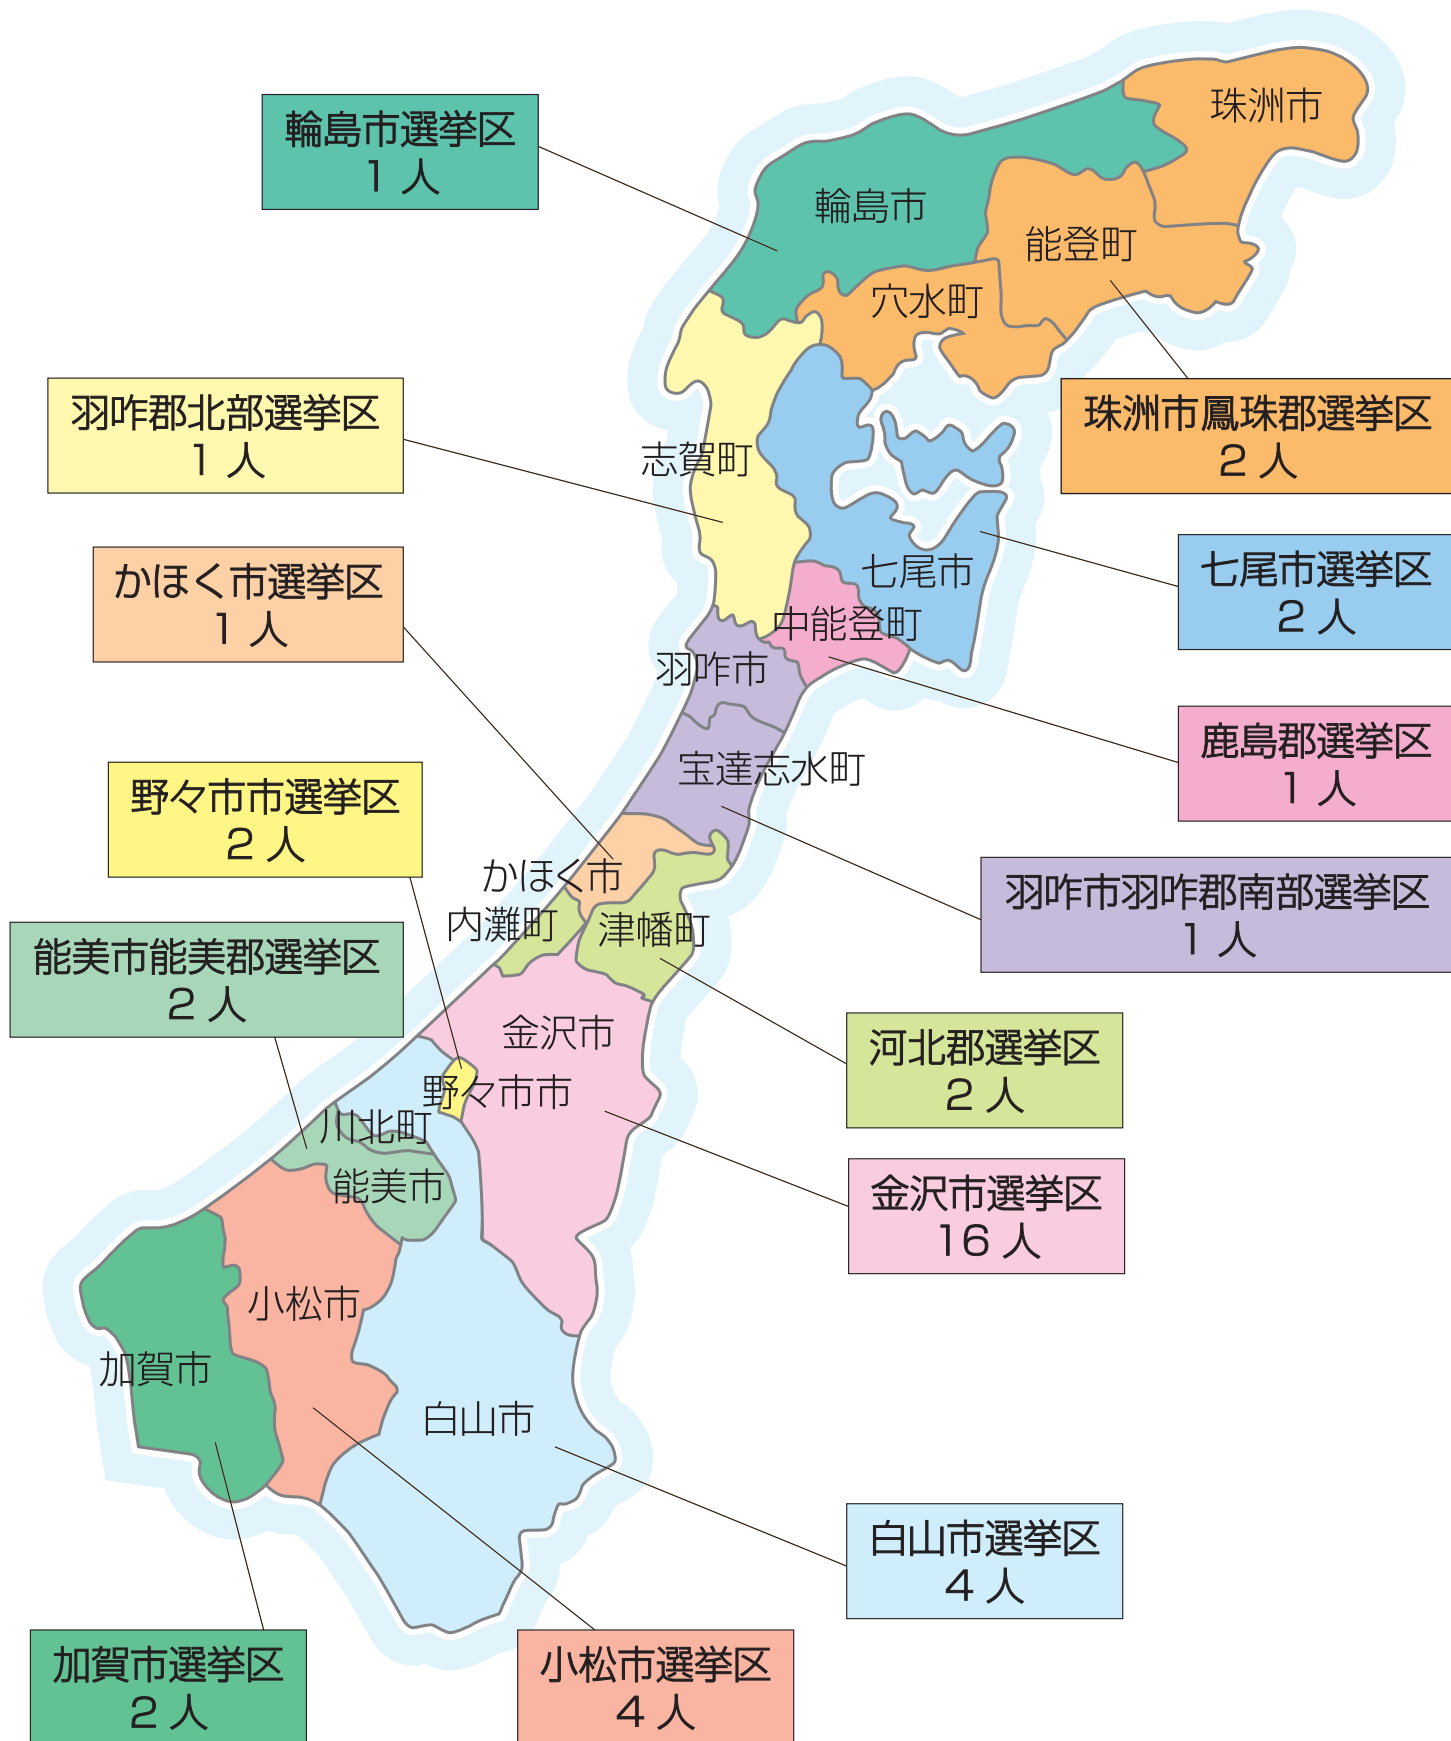 珠洲市
輪島市選挙区
1人
輪島市
能登町
穴水町
羽咋郡北部選挙区
1人
珠洲市鳳珠郡選挙区
2人
志賀町
かほく市選挙区
1人
七尾市
七尾市選挙区
2人
中能登町
羽咋市
鹿島郡選挙区
1人
宝達志水町
野々市市選挙区
2人
かほく市
羽咋市羽咋郡南部選挙区
1人
内灘町
津幡町
能美市能美郡選挙区
2人
金沢市
河北郡選挙区
2人
野々市市
川北町
能美市
金沢市選挙区
16人
小松市
加賀市
白山市
白山市選挙区
4人
加賀市選挙区
2人
小松市選挙区
4人